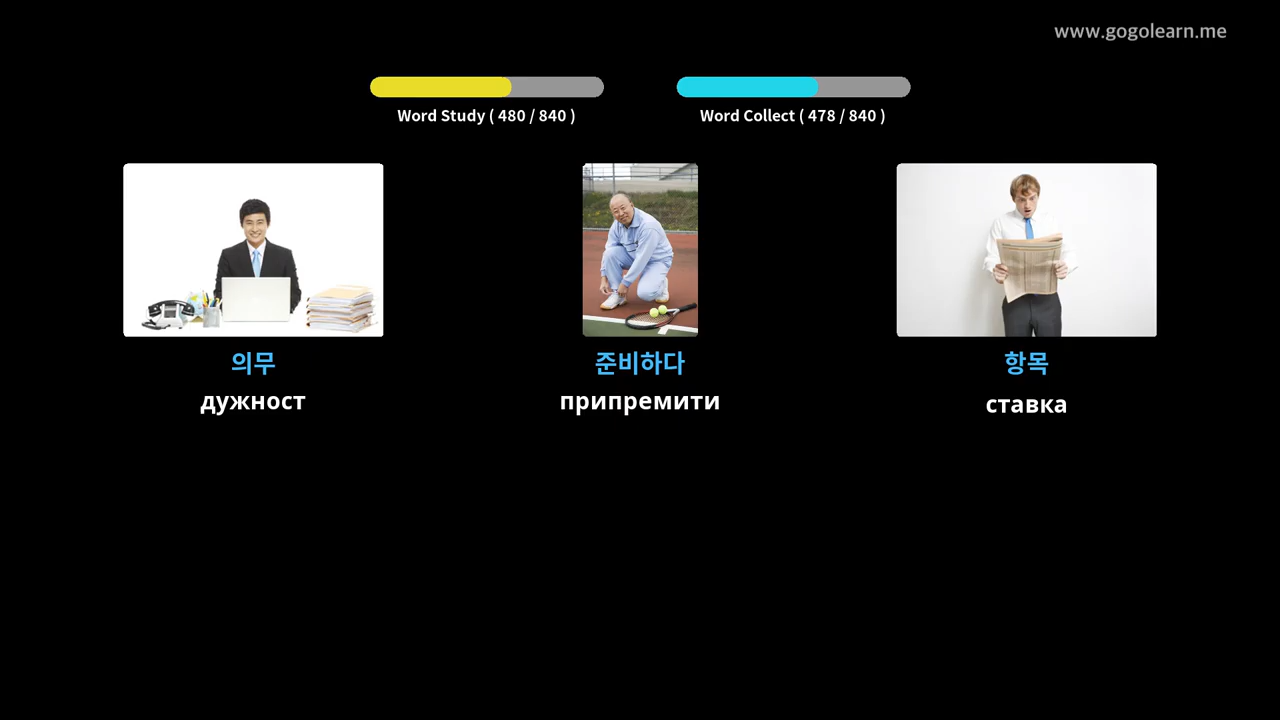 www.gogolearn.me
Word Study ( 480 / 840 )
Word Collect ( 478 / 840 )
의무
준비하다
항목
дужност
припремити
ставка